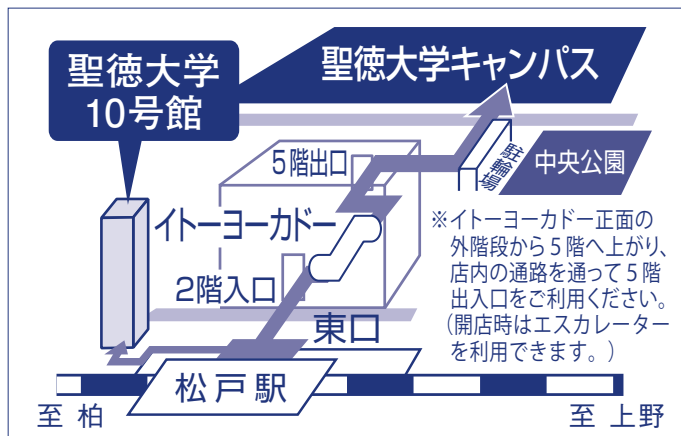 聖徳大学
10号館
聖徳大学キャンパス
5階出口
駐輪場
中央公園
イトーヨーカドー
2階入口
※イトーヨーカドー正面の
外階段から5階へ上がり、
店内の通路を通って5階
出入口をご利用ください。
(開店時はエスカレーター
を利用できます。)
東口
松戸駅
至 柏
至 上野